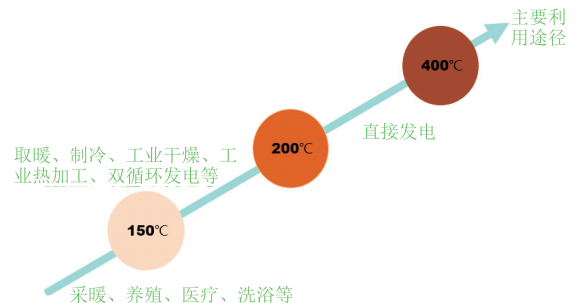 主要利
用途径
400℃
直接发电
200℃
取暖、制冷、工业干燥、工
业热加工、双循环发电等
150℃
采暖、养殖、医疗、洗浴等